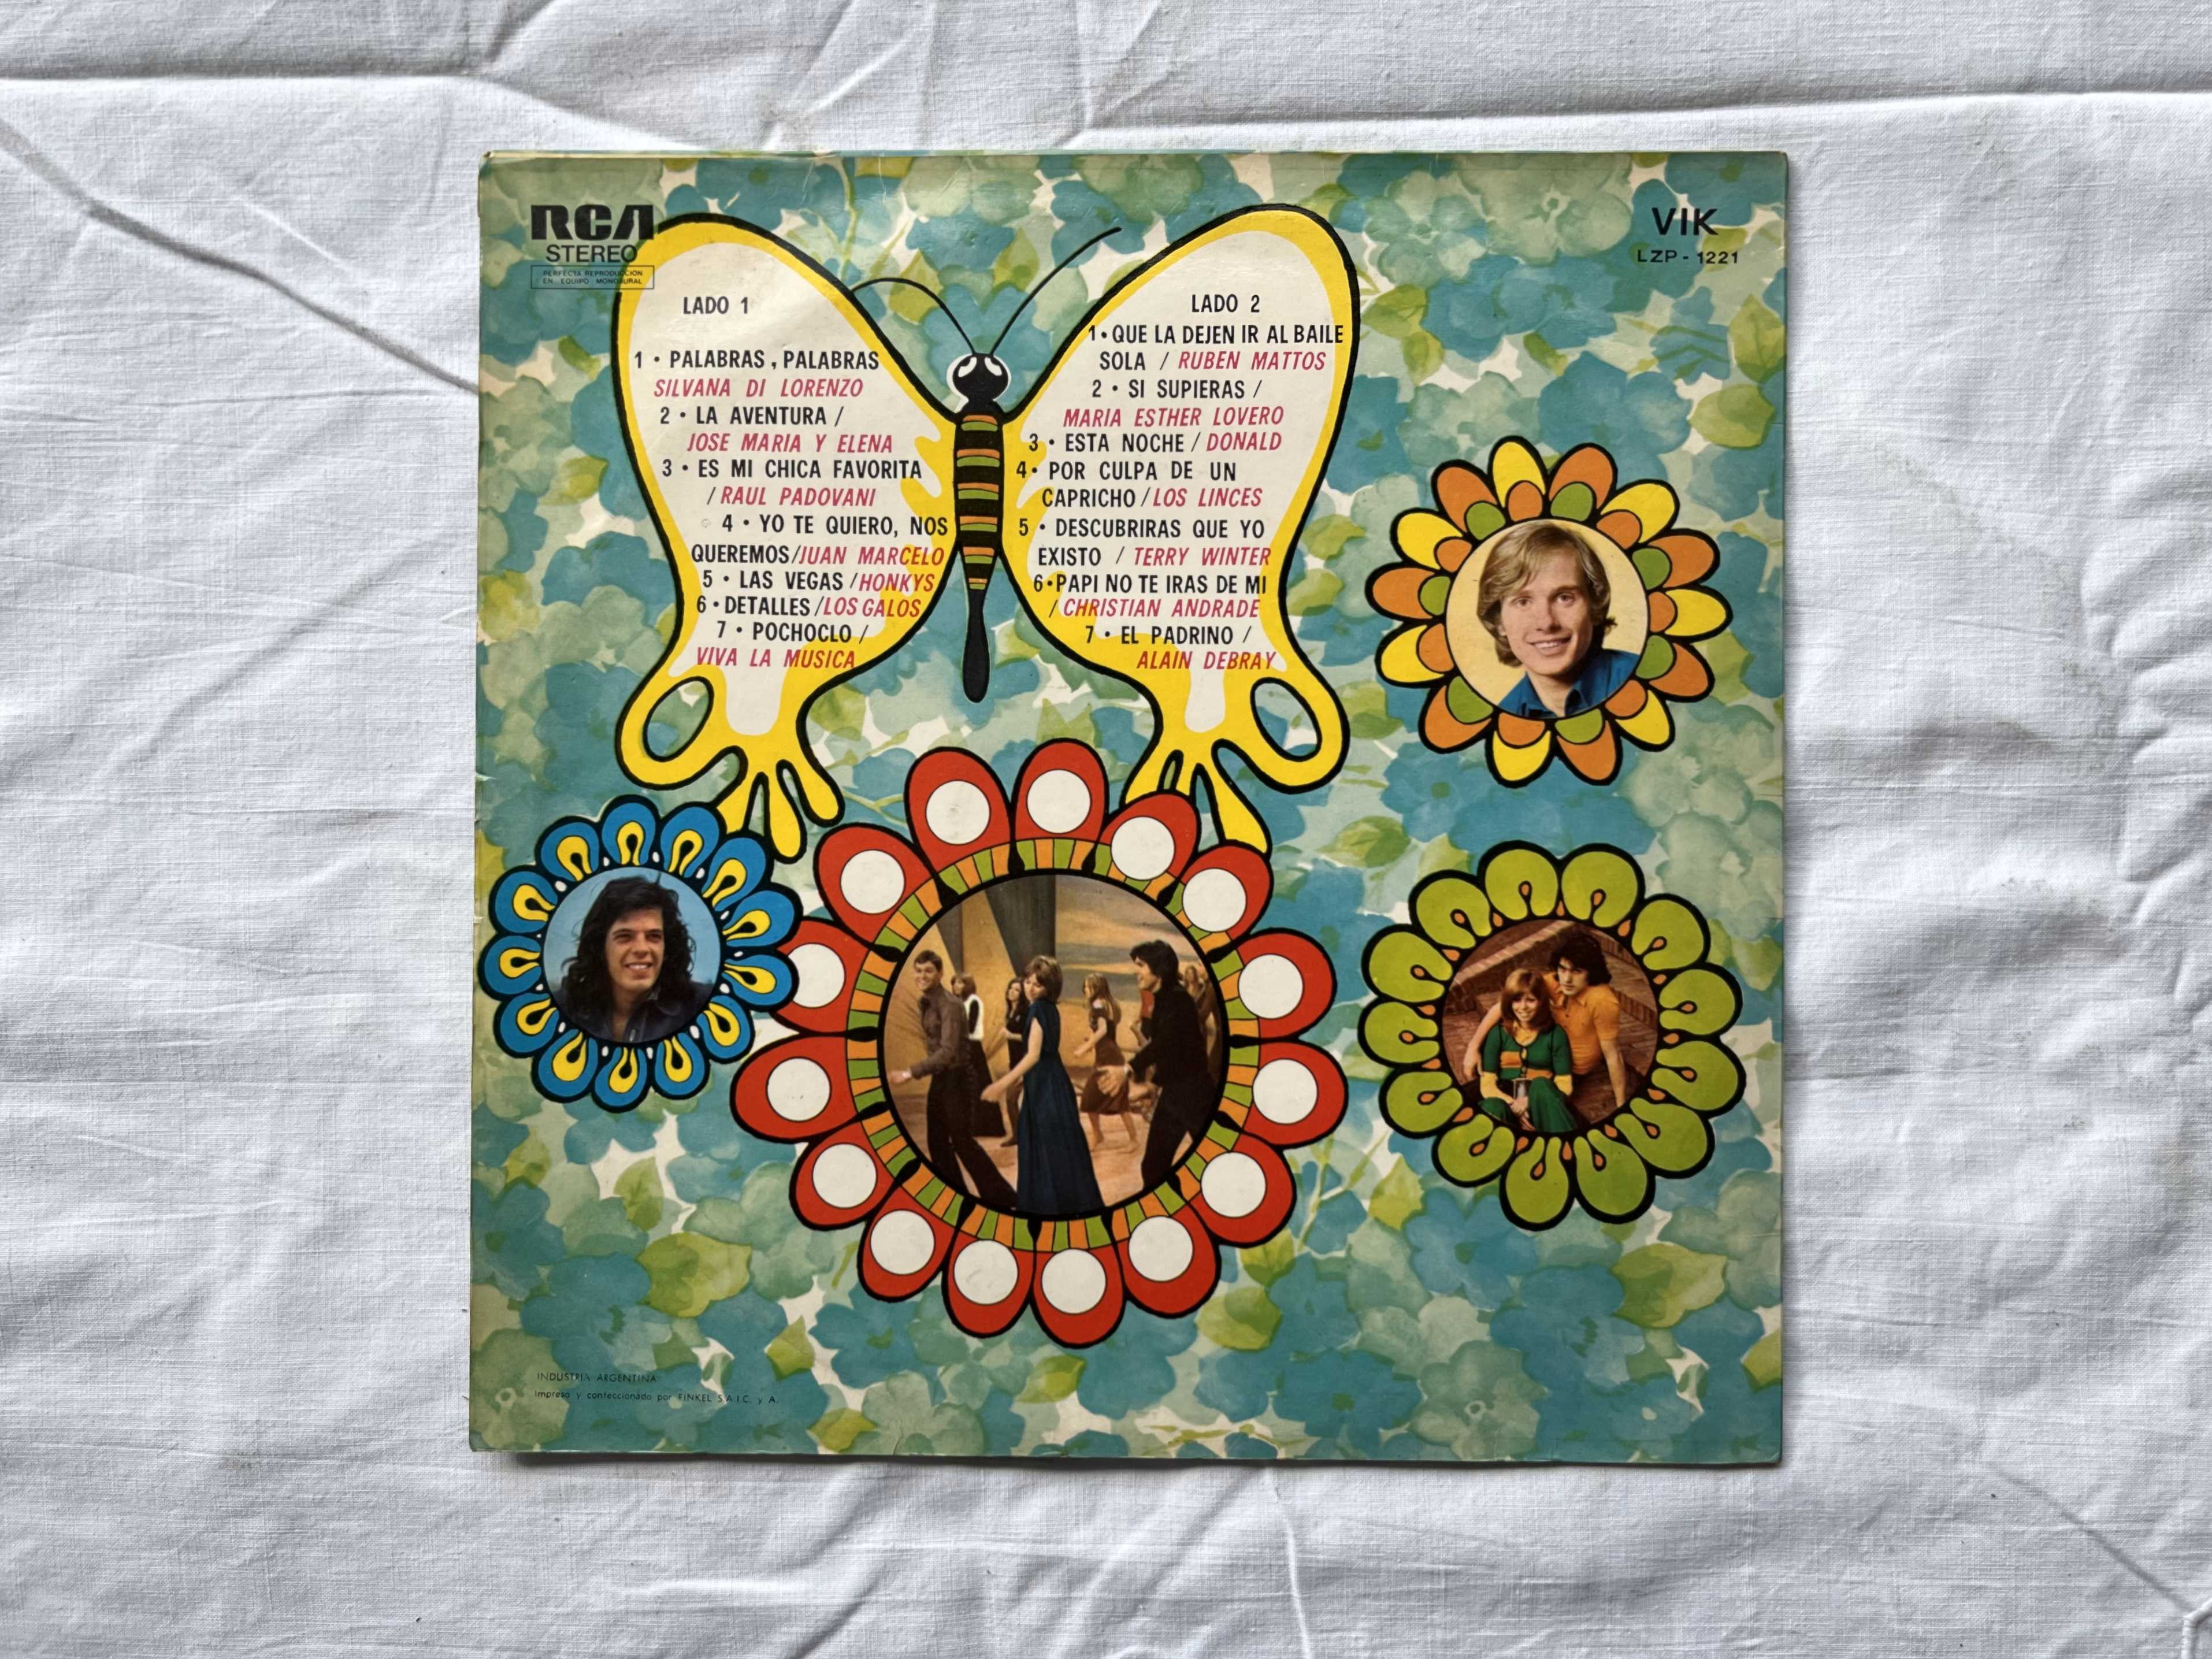 RCA
STEREO
PERFECTA REPRODUCCION
EN EQUIPO MONOAURAL
VIK
LZP - 1221
LADO 1
1 • PALABRAS, PALABRAS
SILVANA DI LORENZO
2 • LA AVENTURA /
JOSE MARIA Y ELENA
3 • ES MI CHICA FAVORITA
/ RAUL PADOVANI
4 • YO TE QUIERO, NOS
QUEREMOS/JUAN MARCELO
5 • LAS VEGAS / HONKYS
6 • DETALLES / LOS GALOS
7 • POCHOCLO /
VIVA LA MUSICA
LADO 2
1 • QUE LA DEJEN IR AL BAILE
SOLA / RUBEN MATTOS
2 • SI SUPIERAS /
MARIA ESTHER LOVERO
3 • ESTA NOCHE / DONALD
4 • POR CULPA DE UN
CAPRICHO / LOS LINCES
5 • DESCUBRIRAS QUE YO
EXISTO / TERRY WINTER
6 • PAPI NO TE IRAS DE MI
/ CHRISTIAN ANDRADE
7 • EL PADRINO /
ALAIN DEBRAY
INDUSTRIA ARGENTINA
Impreso y confeccionado por FINKEL S.A.I.C. y A.